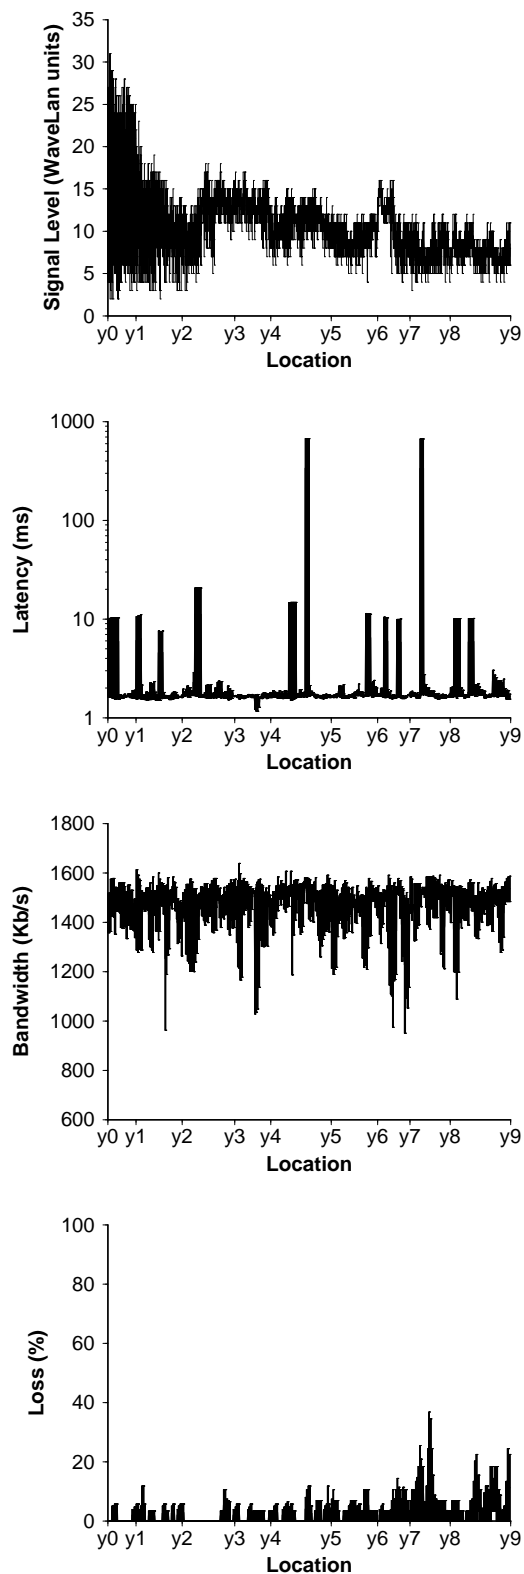 Signal Level (WaveLan units)
35
30
25
20
15
10
5
0
y0 y1 y2 y3 y4 y5 y6 y7 y8 y9
Location
Latency (ms)
1000
100
10
1
y0 y1 y2 y3 y4 y5 y6 y7 y8 y9
Location
Bandwidth (Kb/s)
1800
1600
1400
1200
1000
800
600
y0 y1 y2 y3 y4 y5 y6 y7 y8 y9
Location
Loss (%)
100
80
60
40
20
0
y0 y1 y2 y3 y4 y5 y6 y7 y8 y9
Location